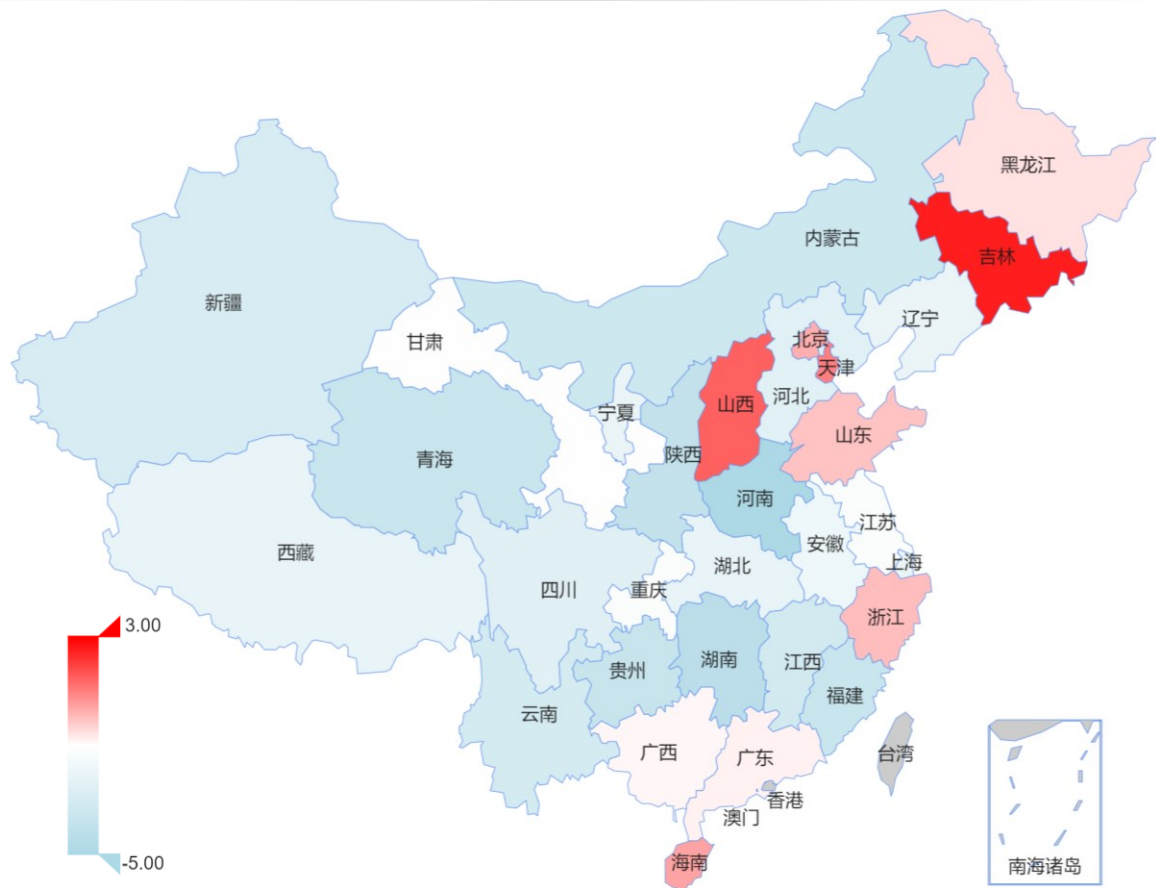 黑龙江
内蒙古
吉林
新疆
辽宁
甘肃
北京
天津
河北
山西
宁夏
山东
陕西
青海
河南
江苏
安徽
西藏
上海
湖北
四川
重庆
浙江
3.00
湖南
江西
贵州
福建
云南
广西
广东
台湾
香港
澳门
海南
-5.00
南海诸岛